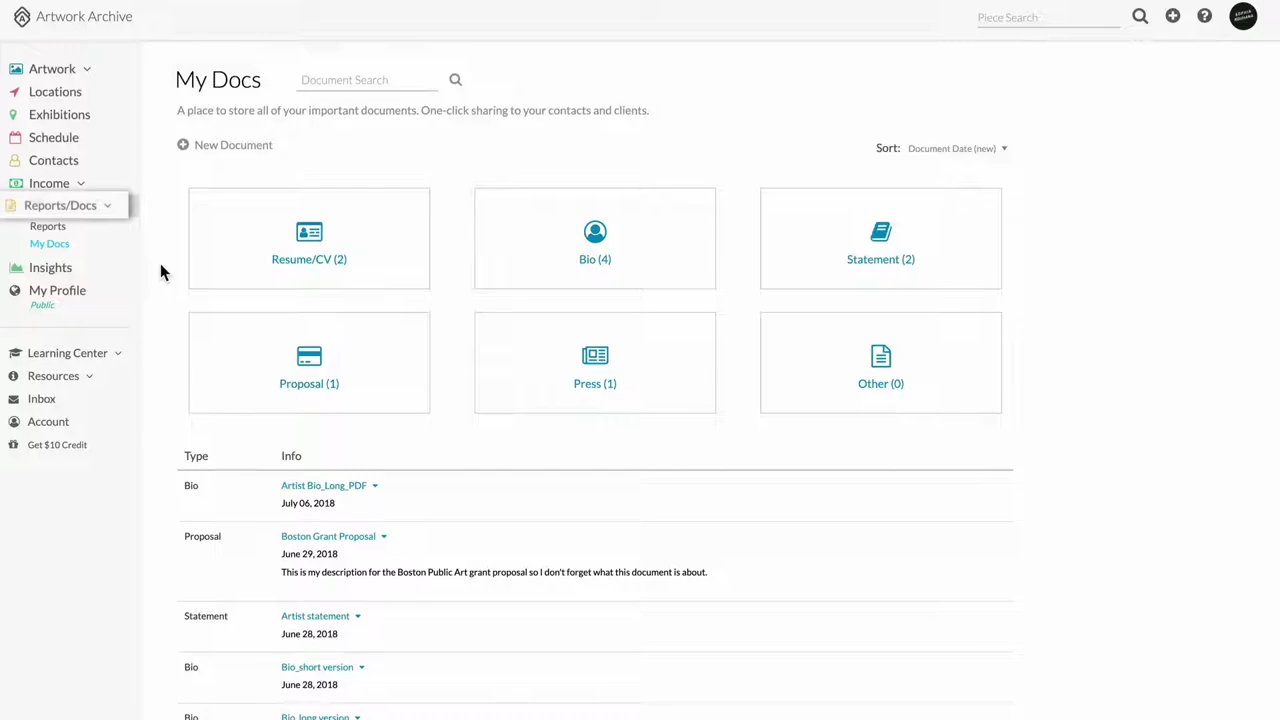 Artwork Archive
Piece Search
Artwork
Locations
Exhibitions
Schedule
Contacts
Income
Reports/Docs
Reports
My Docs
Insights
My Profile
Public
Learning Center
Resources
Inbox
Account
Get $10 Credit
My Docs
Document Search
A place to store all of your important documents. One-click sharing to your contacts and clients.
New Document
Sort: Document Date (new)
Resume/CV (2)
Bio (4)
Statement (2)
Proposal (1)
Press (1)
Other (0)
Type Info
Bio Artist Bio_Long_PDF
July 06, 2018
Proposal Boston Grant Proposal
June 29, 2018
This is my description for the Boston Public Art grant proposal so I don't forget what this document is about.
Statement Artist statement
June 28, 2018
Bio Bio_short version
June 28, 2018
Bio Bio_long version